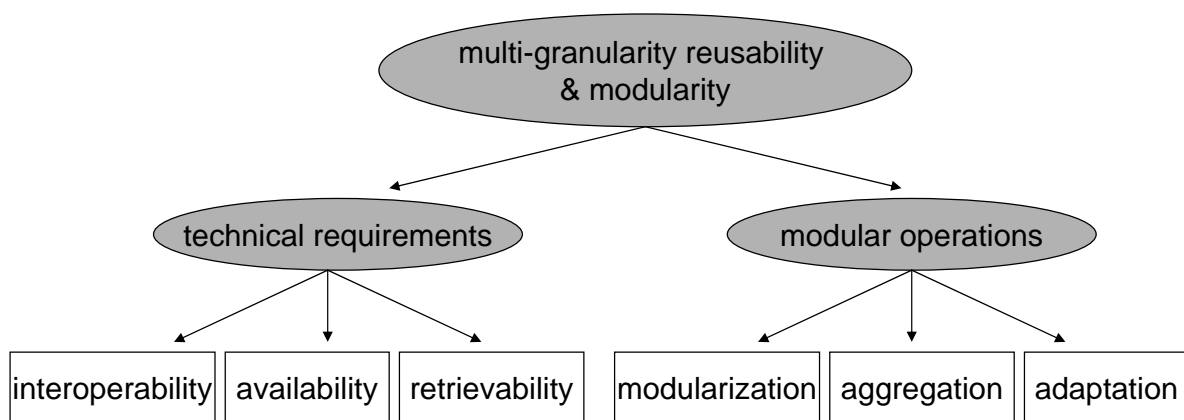 multi-granularity reusability
& modularity
technical requirements
modular operations
interoperability
availability
retrievability
modularization
aggregation
adaptation